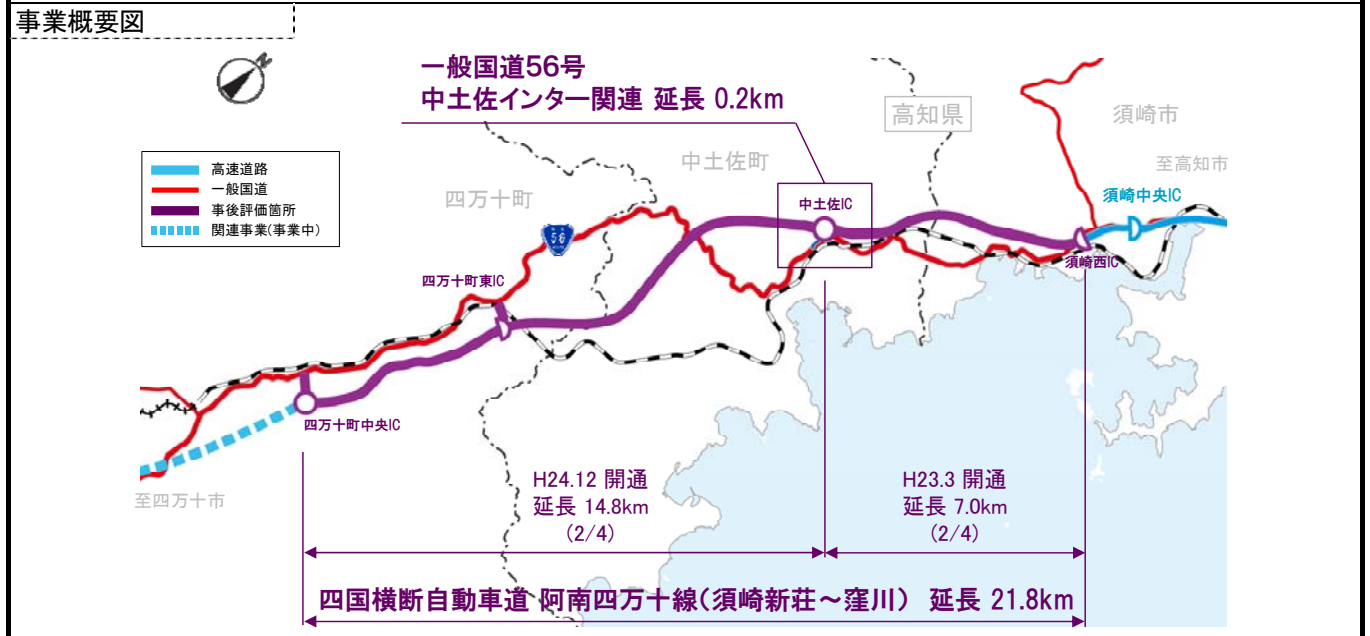 事業概要図
N
一般国道56号
中土佐インター関連 延長 0.2km
高知県
須崎市
至高知市
中土佐町
四万十町
高速道路
一般国道
事後評価箇所
関連事業(事業中)
須崎中央IC
中土佐IC
須崎西IC
56
四万十町東IC
四万十町中央IC
至四万十市
H24.12 開通
延長 14.8km
(2/4)
H23.3 開通
延長 7.0km
(2/4)
四国横断自動車道 阿南四万十線(須崎新荘～窪川) 延長 21.8km